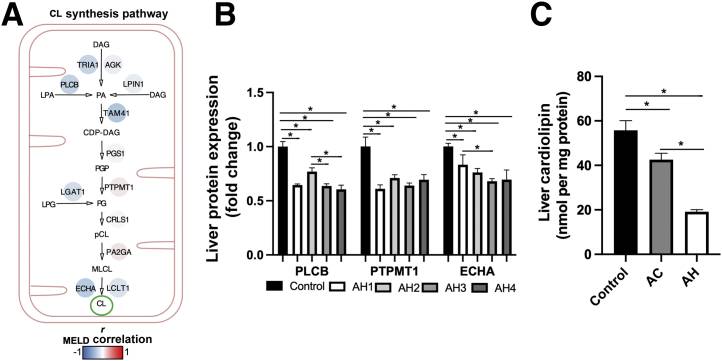 A
CL synthesis pathway
DAG
TRIA1 AGK
PLCB LPIN1
LPA PA DAG
TAM41
CDP-DAG
PGS1
PGP
PTPMT1
LGAT1
LPG PG
CRLS1
pCL
PA2GA
MLCL
ECHA LCLT1
CL
r
MELD correlation
-1 1
B
Liver protein expression
(fold change)
1.5
1.0
0.5
0.0
* * * * * *
* * * *
* * * * * *
PLCB PTPMT1 ECHA
Control AH1 AH2 AH3 AH4
C
Liver cardiolipin
(nmol per mg protein)
80
60
40
20
0
*
*
*
Control AC AH